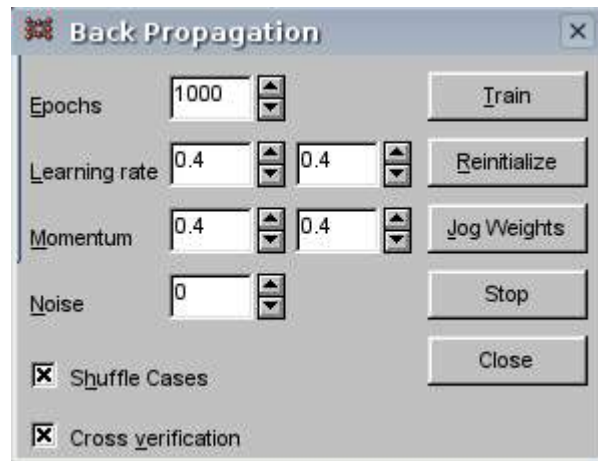 Back Propagation
Epochs 1000 Train
Learning rate 0.4 0.4 Reinitialize
Momentum 0.4 0.4 Jog Weights
Noise 0 Stop
Close
Shuffle Cases
Cross verification